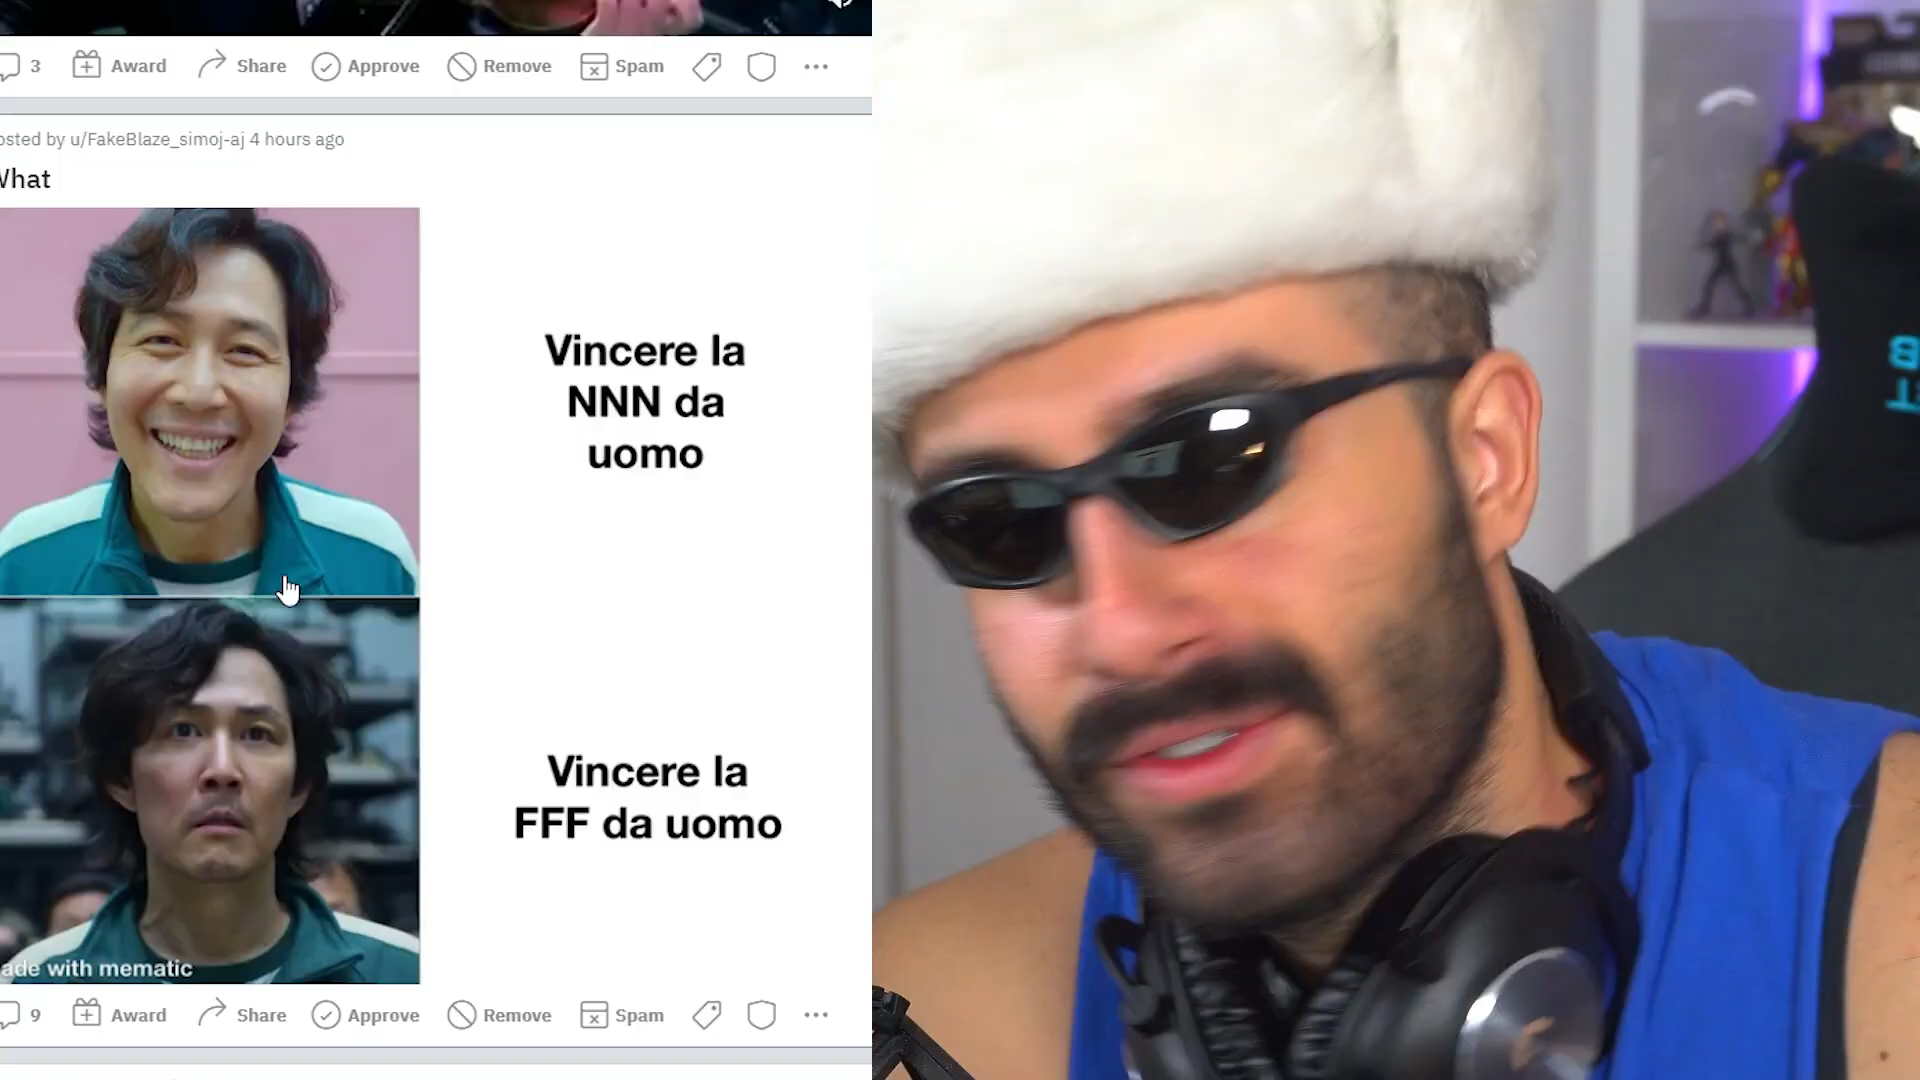 3 Award Share Approve Remove Spam
osted by u/FakeBlaze_simoj-aj 4 hours ago
What
Vincere la
NNN da
uomo
Vincere la
FFF da uomo
ade with mematic
9 Award Share Approve Remove Spam